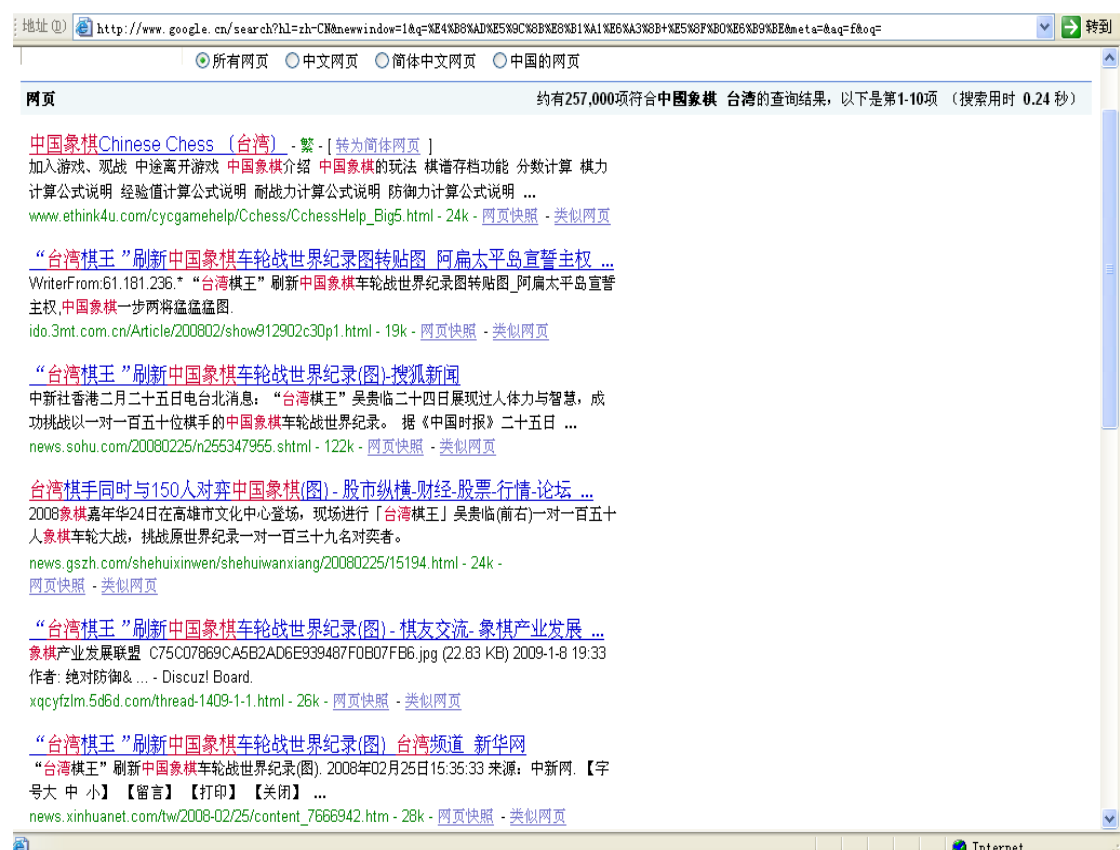 地址(D) http://www.google.cn/search?hl=zh-CN&newwindow=1&q=%E4%B8%AD%E5%9C%8B%E8%B1%A1%E6%A3%8B+%E5%8F%B0%E6%B9%BE&meta=&aq=f&oq= 转到
所有网页 中文网页 简体中文网页 中国的网页
网页 约有257,000项符合中國象棋 台湾的查询结果，以下是第1-10项 （搜索用时 0.24 秒）
中国象棋Chinese Chess 〔台湾〕 - 繁 - [ 转为简体网页 ]
加入游戏、观战 中途离开游戏 中国象棋介绍 中国象棋的玩法 棋谱存档功能 分数计算 棋力
计算公式说明 经验值计算公式说明 耐战力计算公式说明 防御力计算公式说明 ...
www.ethink4u.com/cycgamehelp/Cchess/CchessHelp_Big5.html - 24k - 网页快照 - 类似网页
“台湾棋王”刷新中国象棋车轮战世界纪录图转贴图_阿扁太平岛宣誓主权 ...
WriterFrom:61.181.236.* “台湾棋王”刷新中国象棋车轮战世界纪录图转贴图_阿扁太平岛宣誓
主权,中国象棋一步两将猛猛猛图.
ido.3mt.com.cn/Article/200802/show912902c30p1.html - 19k - 网页快照 - 类似网页
“台湾棋王”刷新中国象棋车轮战世界纪录(图)-搜狐新闻
中新社香港二月二十五日电台北消息：“台湾棋王”吴贵临二十四日展现过人体力与智慧，成
功挑战以一对一百五十位棋手的中国象棋车轮战世界纪录。 据《中国时报》二十五日 ...
news.sohu.com/20080225/n255347955.shtml - 122k - 网页快照 - 类似网页
台湾棋手同时与150人对弈中国象棋(图) - 股市纵横-财经-股票-行情-论坛 ...
2008象棋嘉年华24日在高雄市文化中心登场，现场进行「台湾棋王」吴贵临(前右)一对一百五十
人象棋车轮大战，挑战原世界纪录一对一百三十九名对奕者。
news.gszh.com/shehuixinwen/shehuiwanxiang/20080225/15194.html - 24k -
网页快照 - 类似网页
“台湾棋王”刷新中国象棋车轮战世界纪录(图) - 棋友交流- 象棋产业发展 ...
象棋产业发展联盟 C75C07869CA5B2AD6E939487F0B07FB6.jpg (22.83 KB) 2009-1-8 19:33
作者: 绝对防御& ... - Discuz! Board.
xqcyfzlm.5d6d.com/thread-1409-1-1.html - 26k - 网页快照 - 类似网页
“台湾棋王”刷新中国象棋车轮战世界纪录(图)_台湾频道_新华网
“台湾棋王”刷新中国象棋车轮战世界纪录(图). 2008年02月25日15:35:33 来源：中新网. 【字
号大 中 小】 【留言】 【打印】 【关闭】 ...
news.xinhuanet.com/tw/2008-02/25/content_7666942.htm - 28k - 网页快照 - 类似网页
Internet